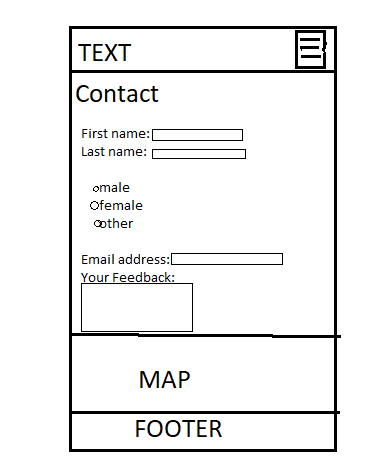 TEXT
Contact
First name:
Last name:
male
female
other
Email address:
Your Feedback:
MAP
FOOTER